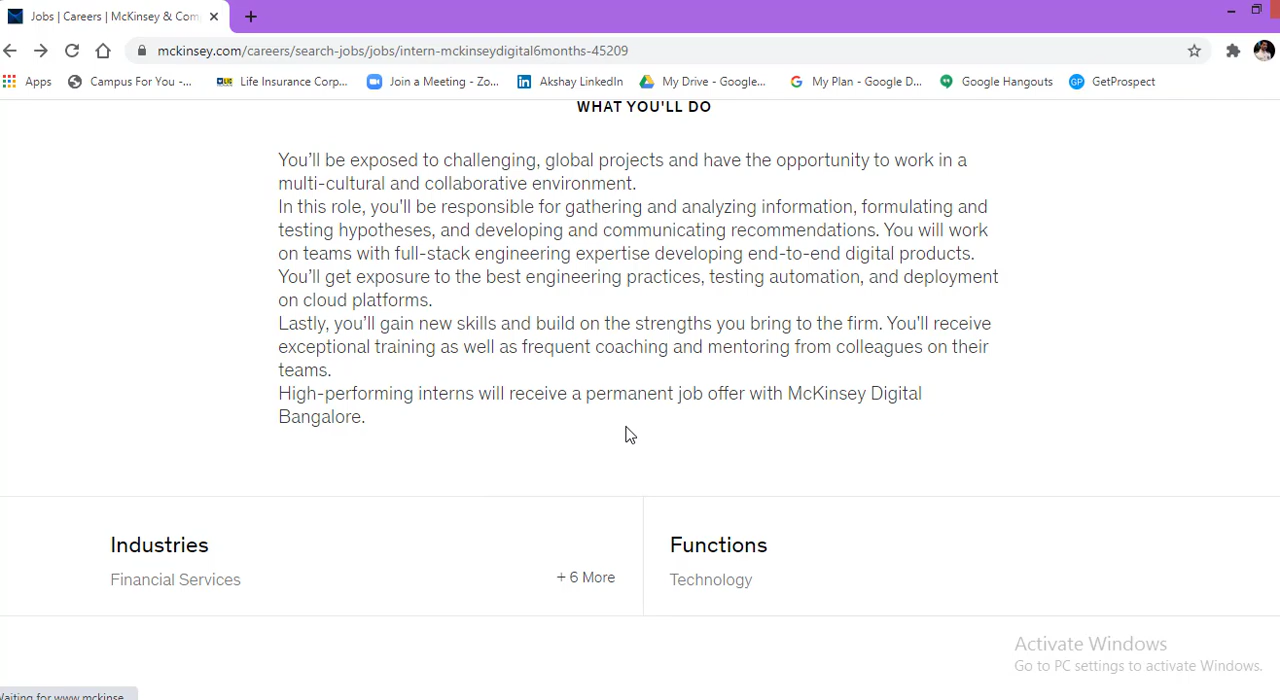 Jobs | Careers | McKinsey & Com
mckinsey.com/careers/search-jobs/jobs/intern-mckinseydigital6months-45209
Apps Campus For You -... LIC Life Insurance Corp... Join a Meeting - Zo... in Akshay LinkedIn My Drive - Google... G My Plan - Google D... Google Hangouts GP GetProspect
WHAT YOU'LL DO
You'll be exposed to challenging, global projects and have the opportunity to work in a
multi-cultural and collaborative environment.
In this role, you'll be responsible for gathering and analyzing information, formulating and
testing hypotheses, and developing and communicating recommendations. You will work
on teams with full-stack engineering expertise developing end-to-end digital products.
You'll get exposure to the best engineering practices, testing automation, and deployment
on cloud platforms.
Lastly, you'll gain new skills and build on the strengths you bring to the firm. You'll receive
exceptional training as well as frequent coaching and mentoring from colleagues on their
teams.
High-performing interns will receive a permanent job offer with McKinsey Digital
Bangalore.
Industries
Financial Services
+ 6 More
Functions
Technology
Activate Windows
Go to PC settings to activate Windows.
Waiting for www.mckinse